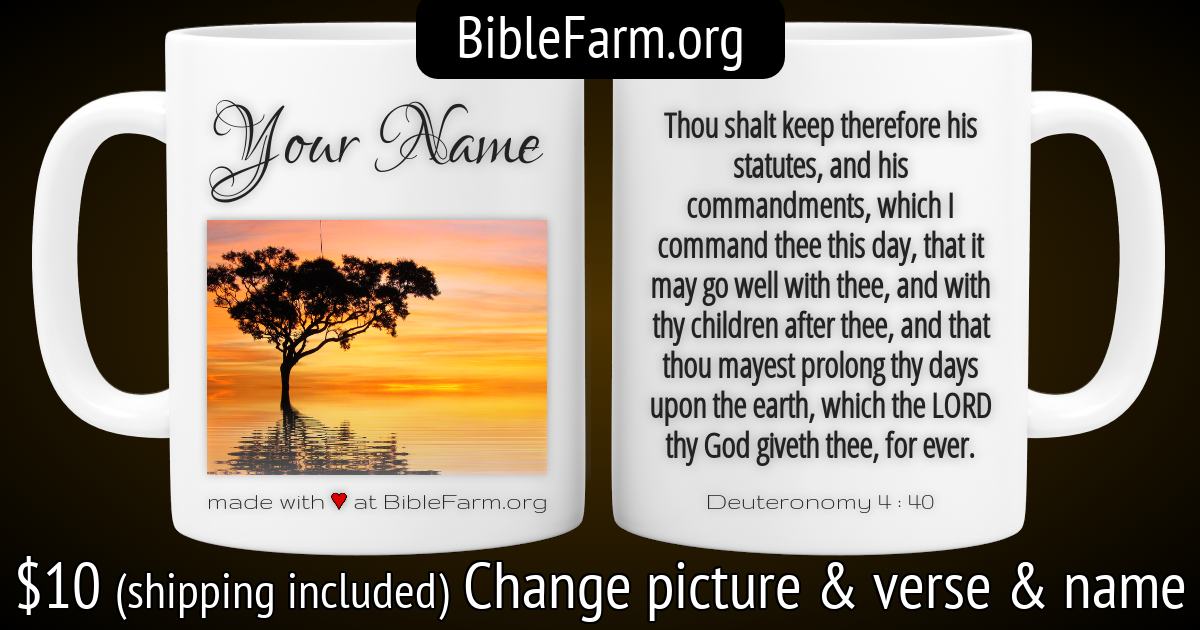 BibleFarm.org
Your Name
made with ❤ at BibleFarm.org
Thou shalt keep therefore his
statutes, and his
commandments, which I
command thee this day, that it
may go well with thee, and with
thy children after thee, and that
thou mayest prolong thy days
upon the earth, which the LORD
thy God giveth thee, for ever.
Deuteronomy 4 : 40
$10 (shipping included) Change picture & verse & name